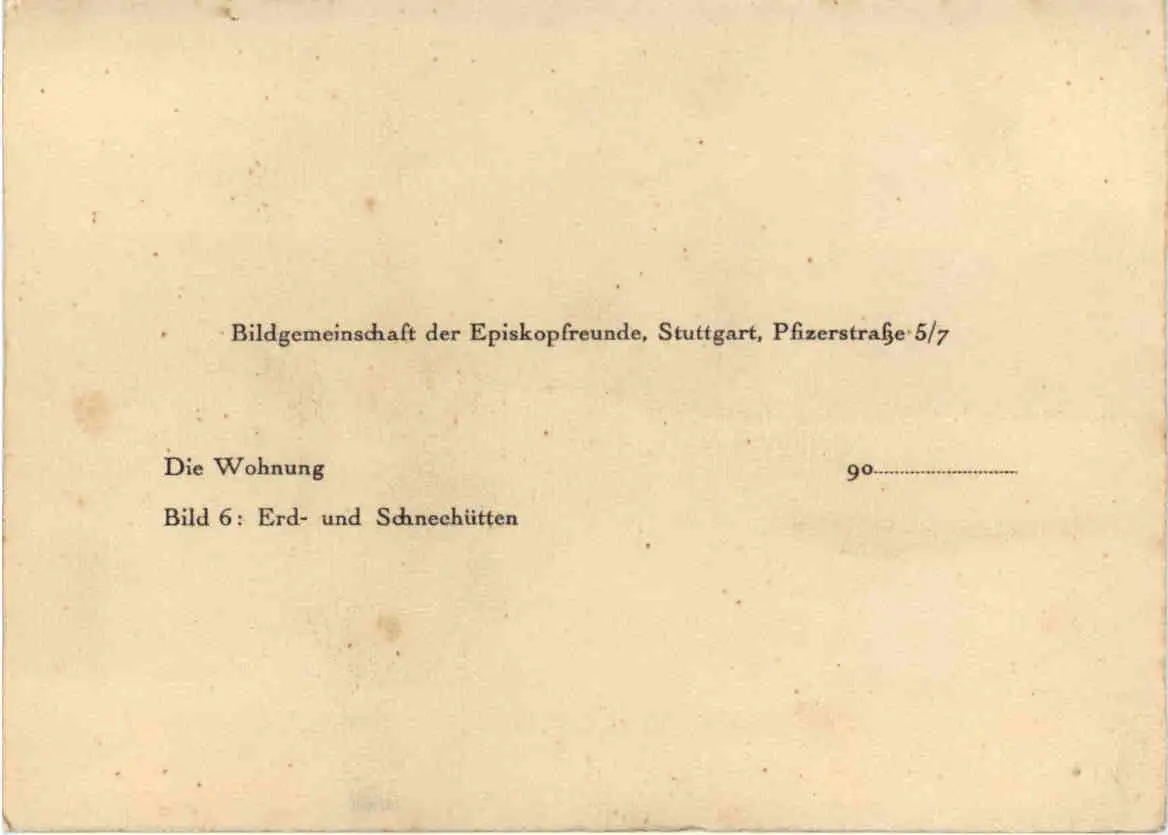 Bildgemeinschaft der Episkopfreunde, Stuttgart, Pfizerstraße 5/7
Die Wohnung 90....................
Bild 6: Erd- und Schneehütten